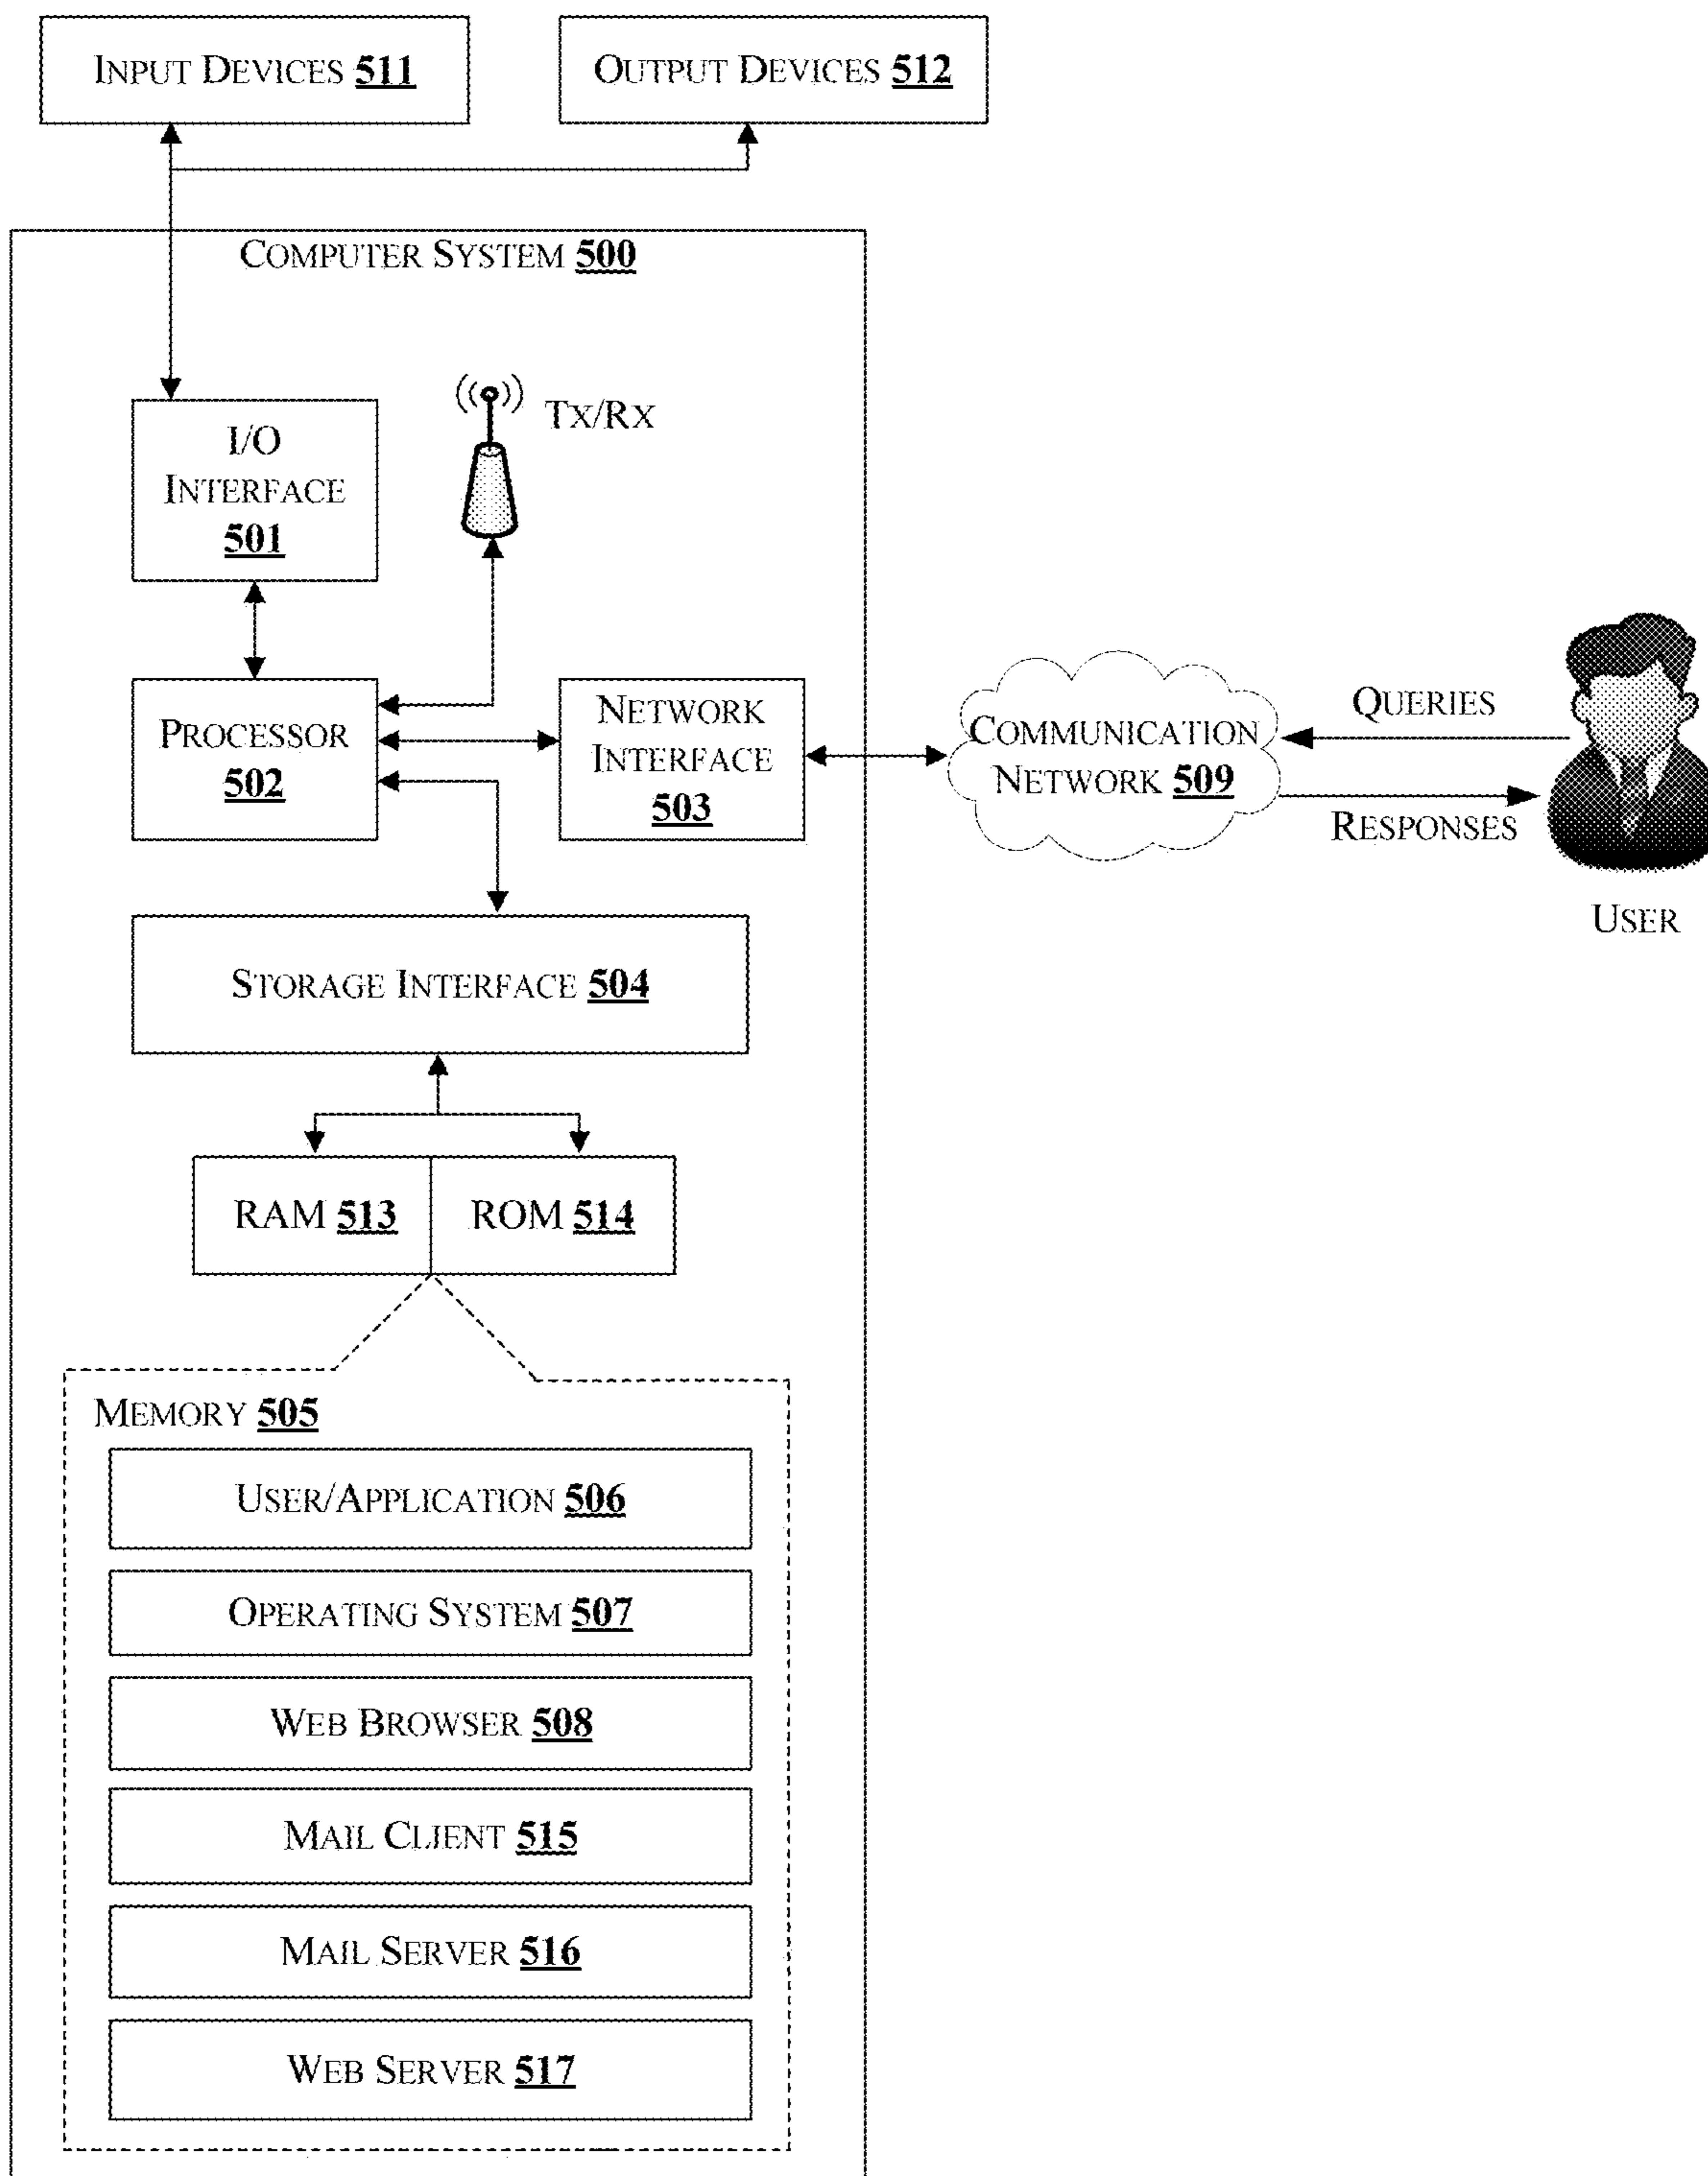 INPUT DEVICES 511
OUTPUT DEVICES 512
COMPUTER SYSTEM 500
I/O
INTERFACE
501
TX/RX
PROCESSOR
502
NETWORK
INTERFACE
503
COMMUNICATION
NETWORK 509
QUERIES
RESPONSES
USER
STORAGE INTERFACE 504
RAM 513
ROM 514
MEMORY 505
USER/APPLICATION 506
OPERATING SYSTEM 507
WEB BROWSER 508
MAIL CLIENT 515
MAIL SERVER 516
WEB SERVER 517